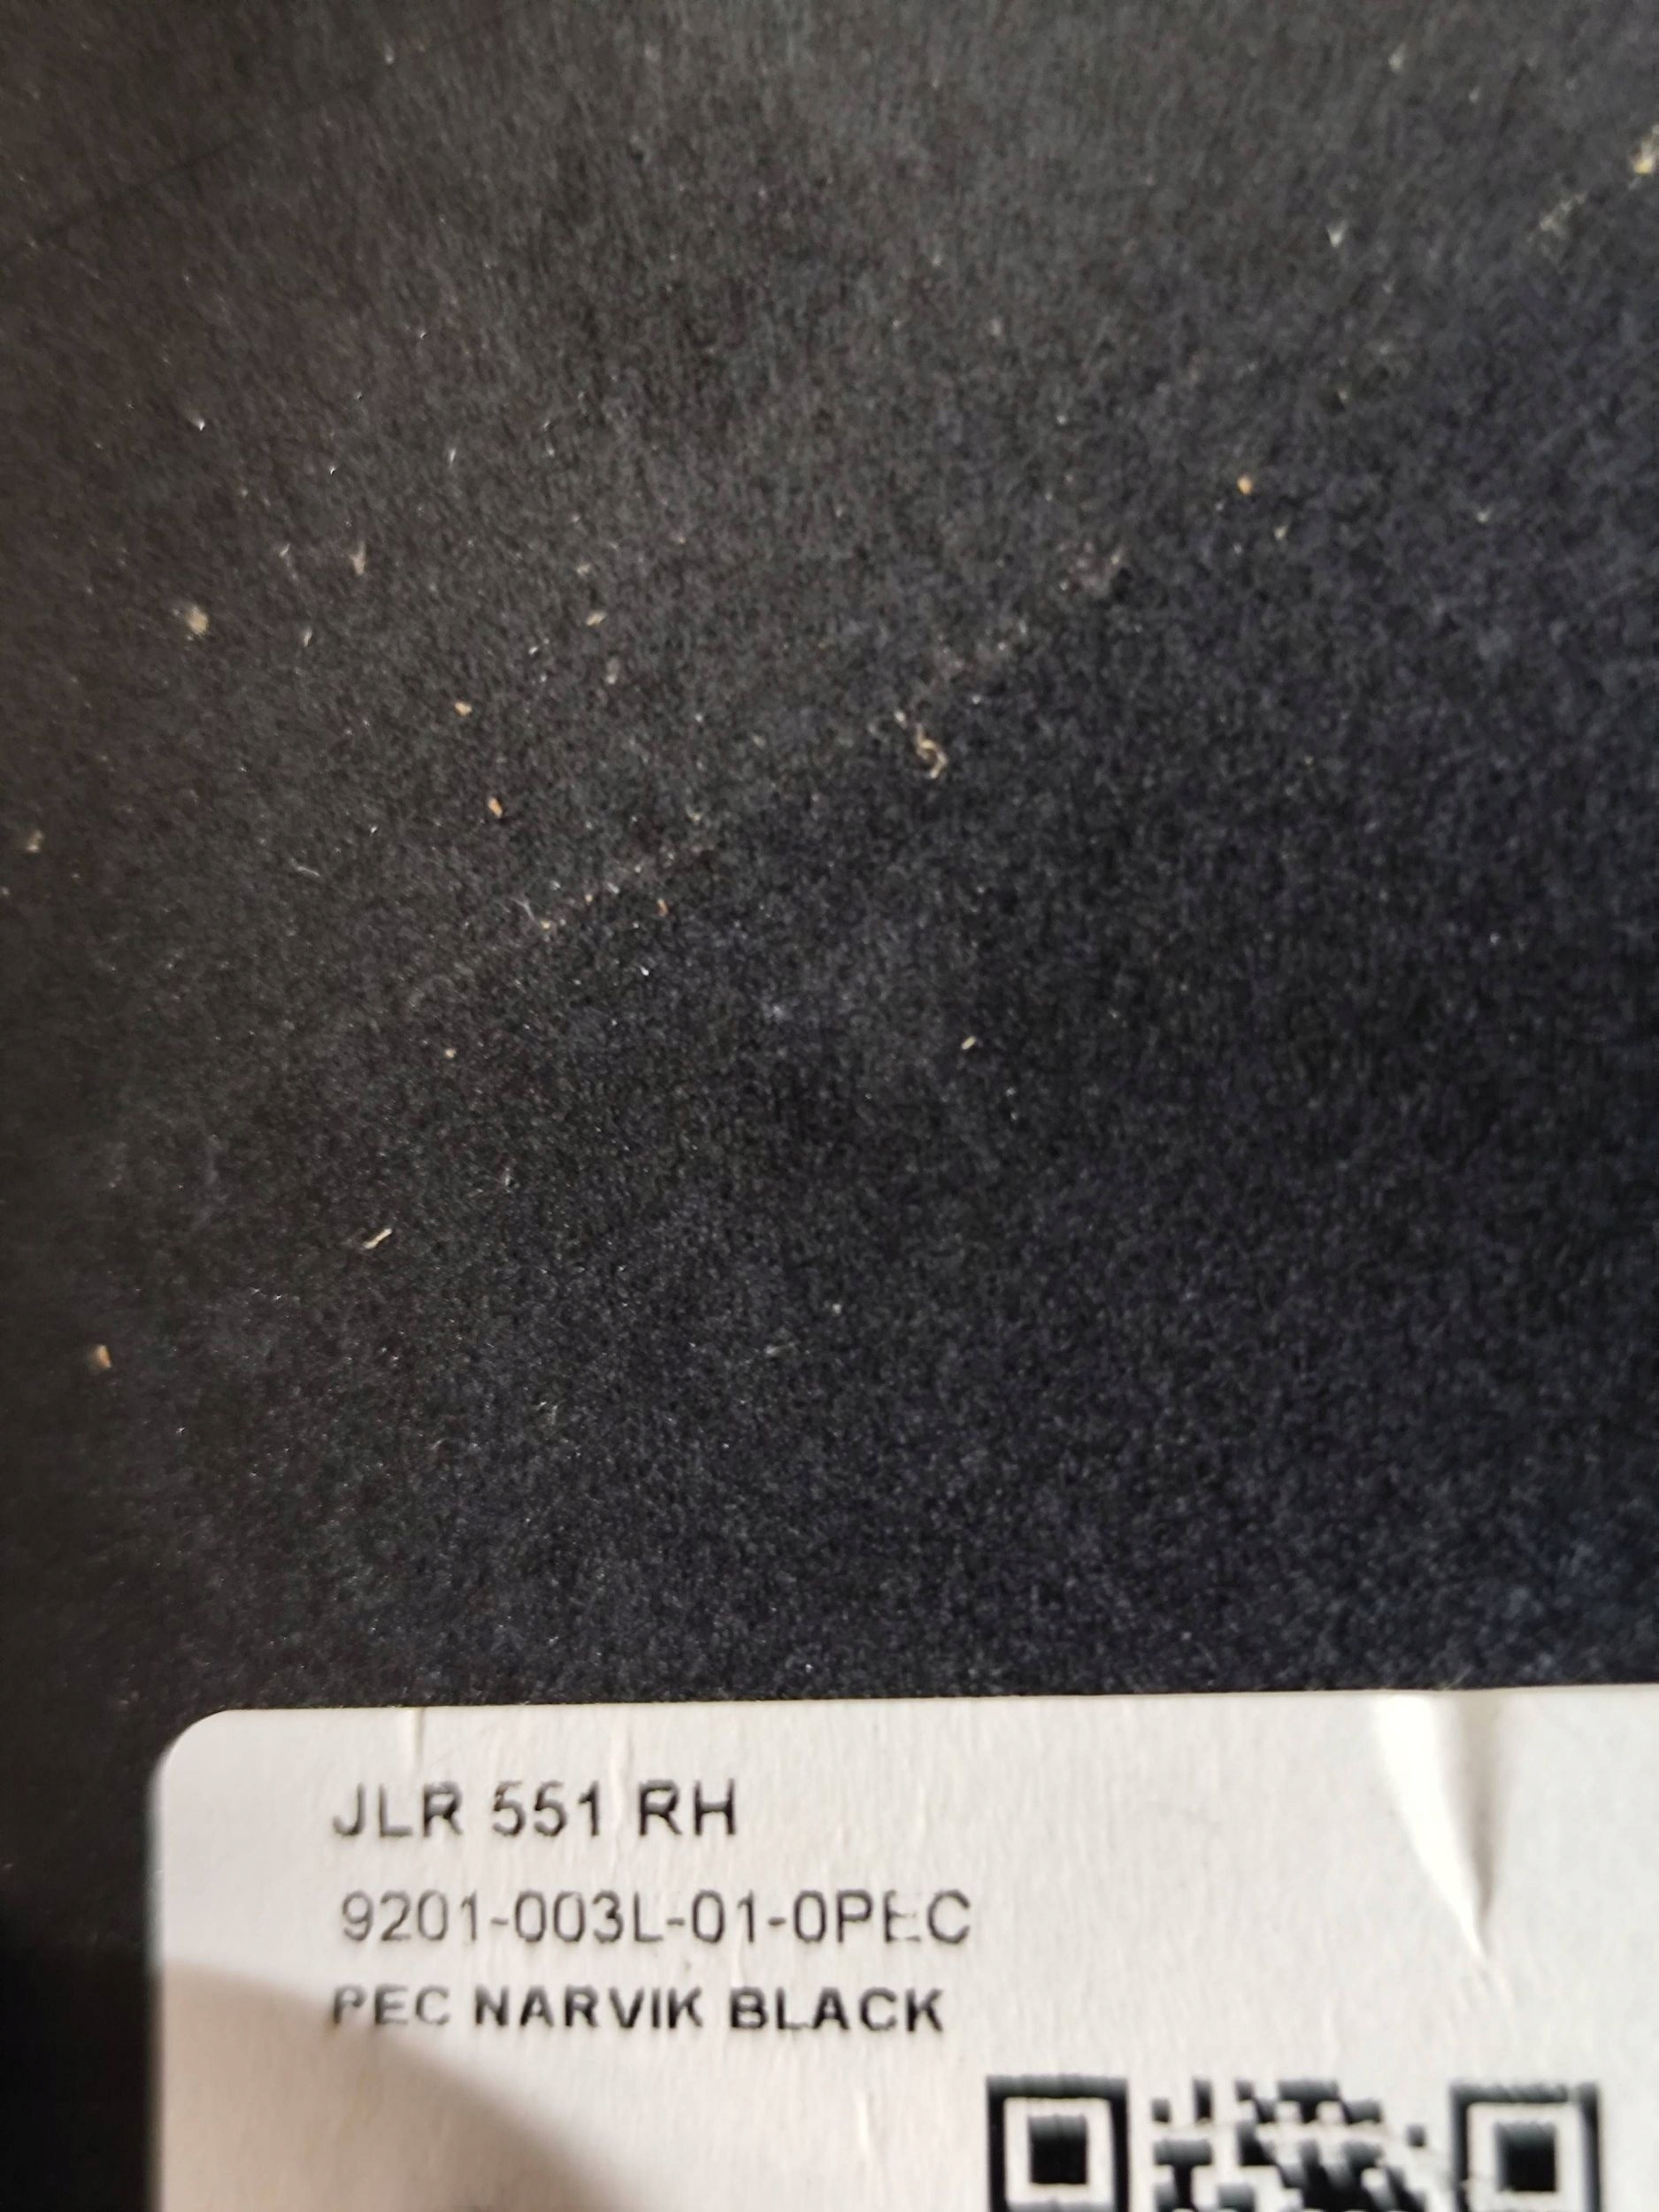 JLR 551 RH
9201-003L-01-0PEC
PEC NARVIK BLACK